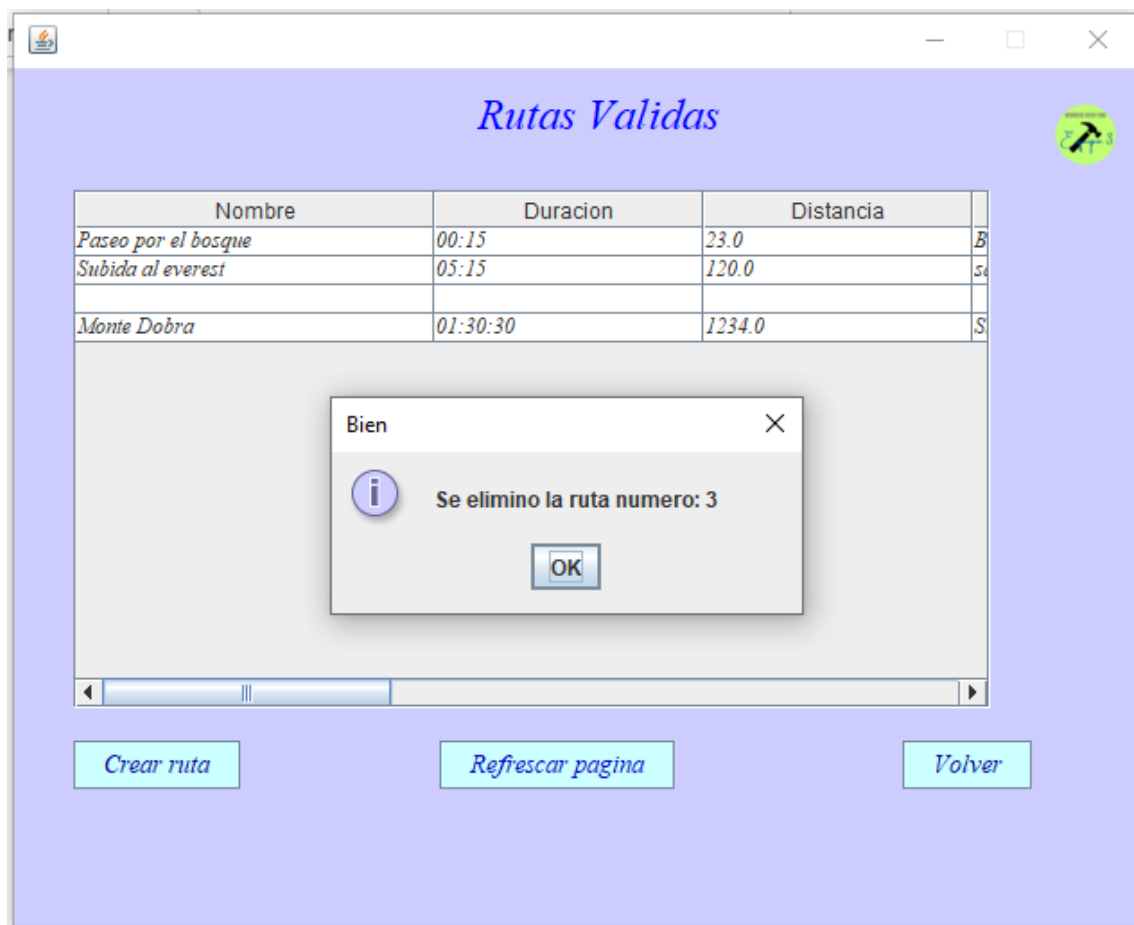 Rutas Validas
Nombre Duracion Distancia
Paseo por el bosque 00:15 23.0 B
Subida al everest 05:15 120.0
Monte Dobra 01:30:30 1234.0 S
Bien
Se elimino la ruta numero: 3
OK
Crear ruta Refrescar pagina Volver